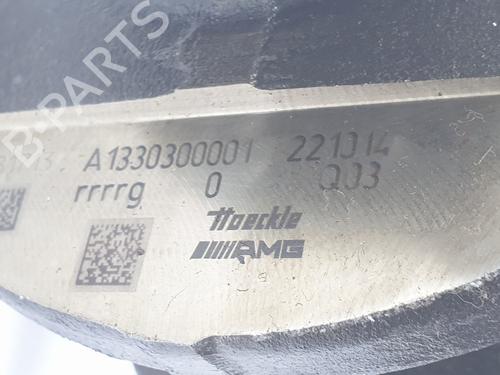 B-PARTS
A1330300001 221014
rrrrg 0 Q03
Hoeckle
AMG